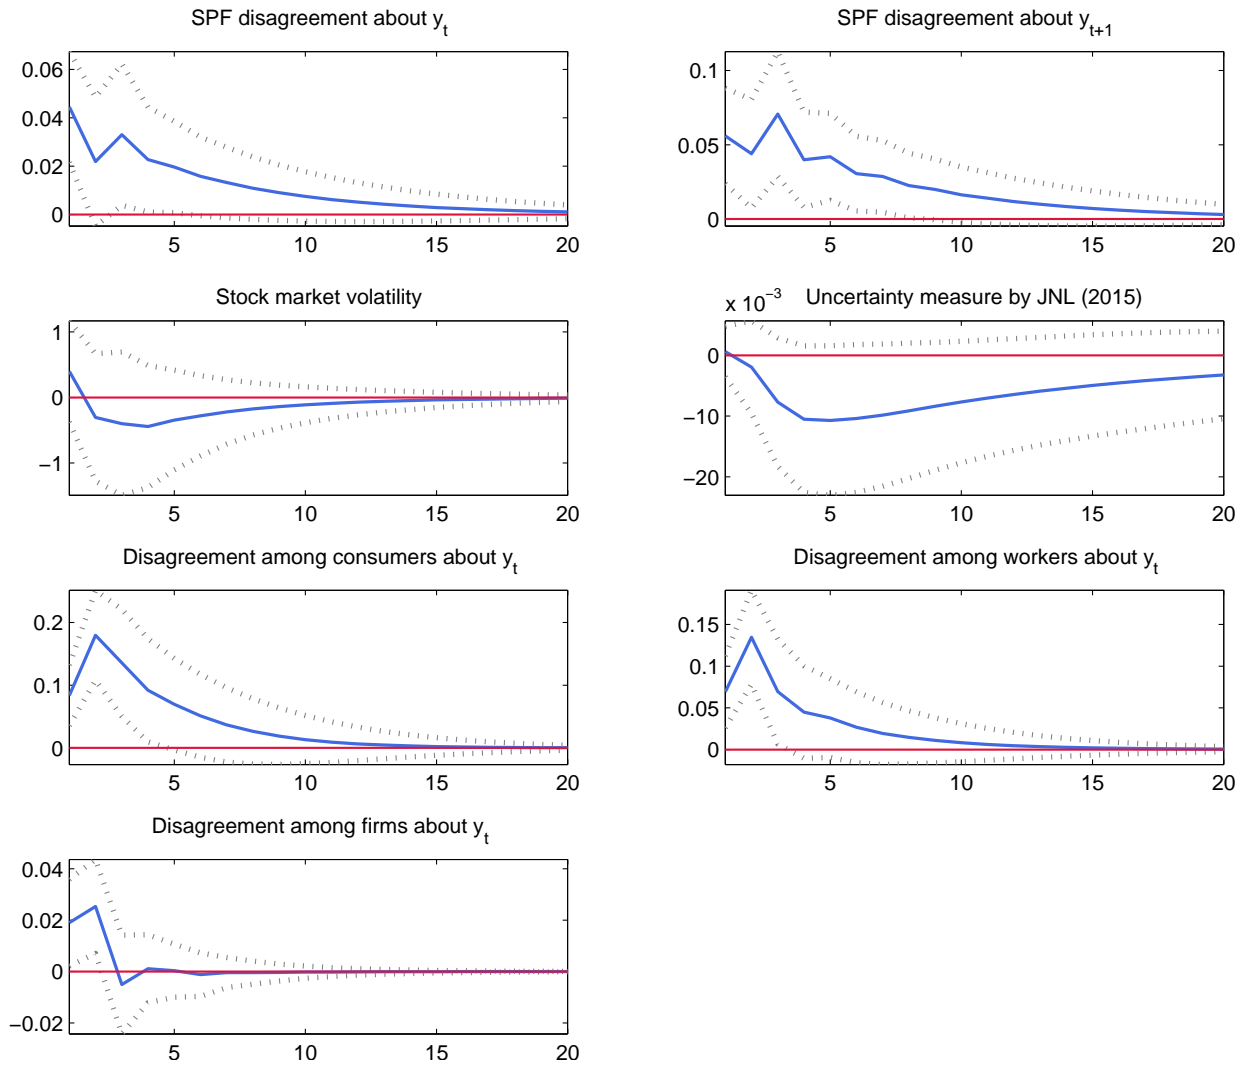 SPF disagreement about y_t
0.06
0.04
0.02
0
5 10 15 20
SPF disagreement about y_{t+1}
0.1
0.05
0
5 10 15 20
Stock market volatility
1
0
−1
5 10 15 20
x 10^{−3} Uncertainty measure by JNL (2015)
0
−10
−20
5 10 15 20
Disagreement among consumers about y_t
0.2
0.1
0
5 10 15 20
Disagreement among workers about y_t
0.15
0.1
0.05
0
5 10 15 20
Disagreement among firms about y_t
0.04
0.02
0
−0.02
5 10 15 20